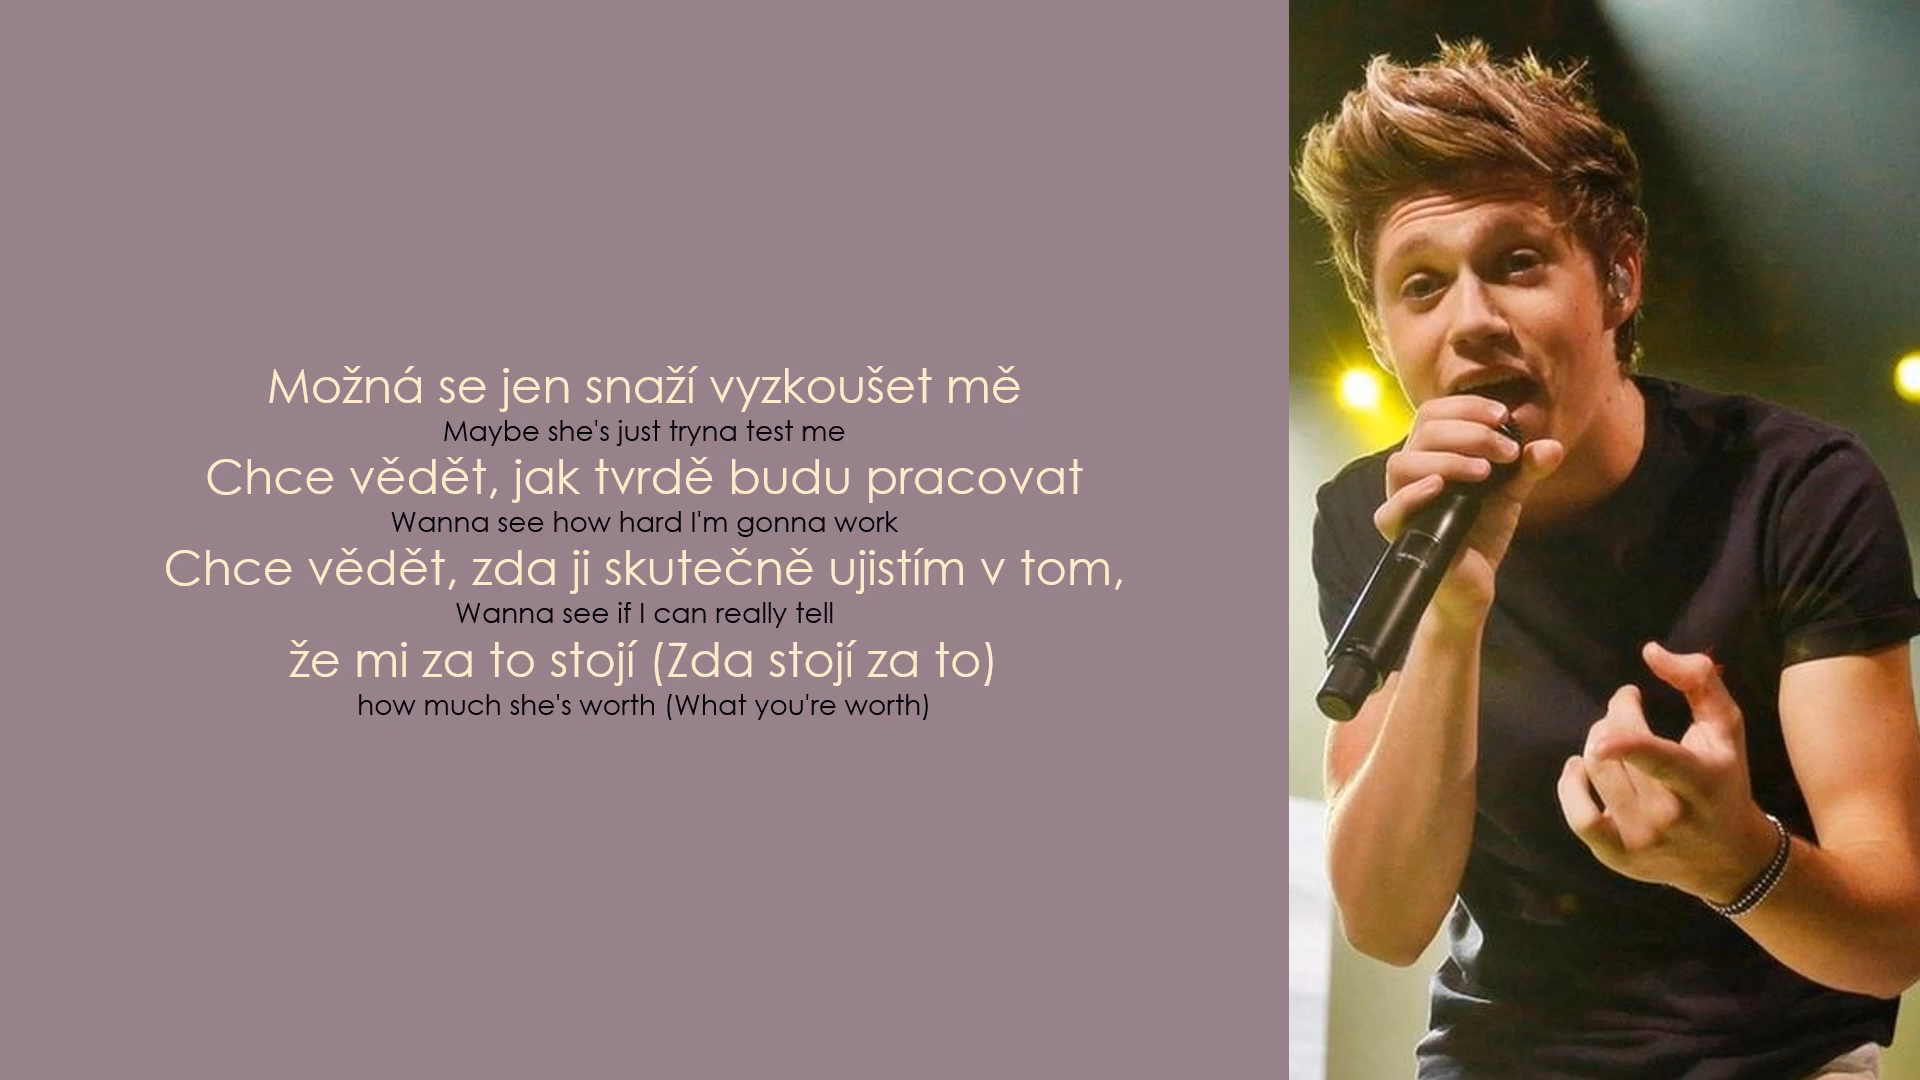 Možná se jen snaží vyzkoušet mě
Maybe she's just tryna test me
Chce vědět, jak tvrdě budu pracovat
Wanna see how hard I'm gonna work
Chce vědět, zda ji skutečně ujistím v tom,
Wanna see if I can really tell
že mi za to stojí (Zda stojí za to)
how much she's worth (What you're worth)